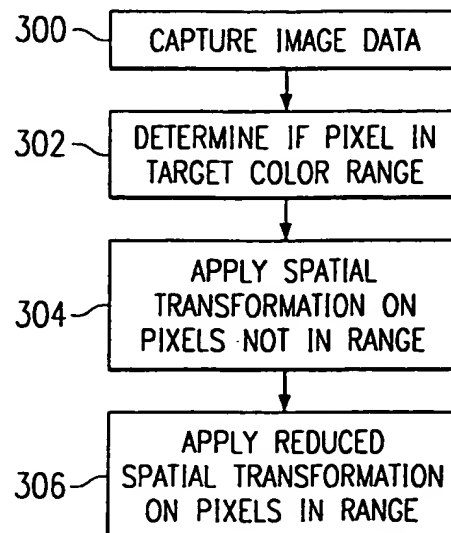 300
CAPTURE IMAGE DATA
302
DETERMINE IF PIXEL IN
TARGET COLOR RANGE
304
APPLY SPATIAL
TRANSFORMATION ON
PIXELS NOT IN RANGE
306
APPLY REDUCED
SPATIAL TRANSFORMATION
ON PIXELS IN RANGE